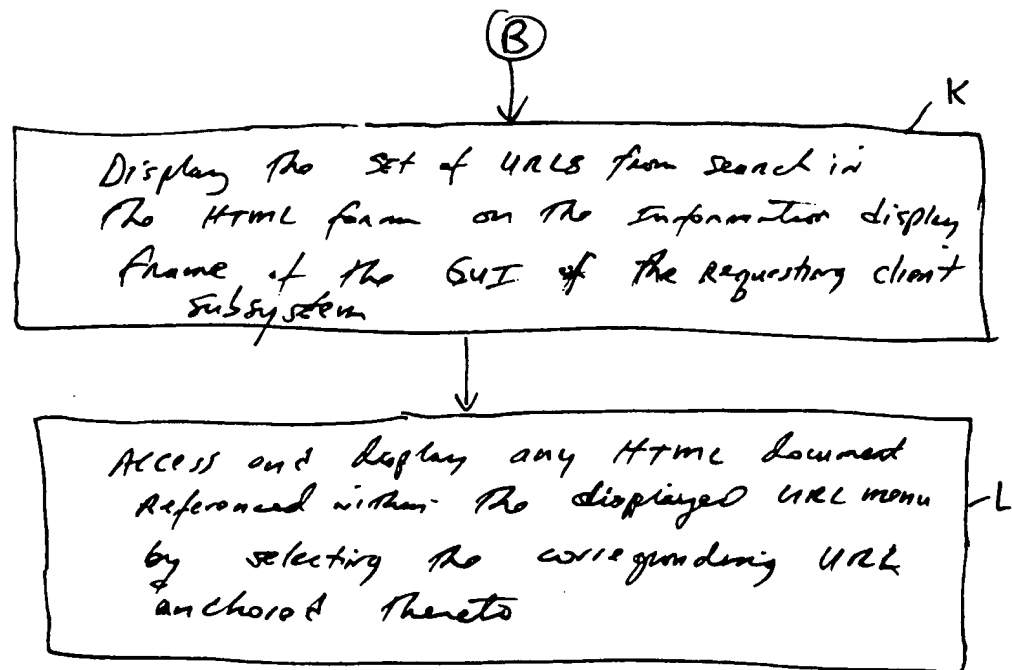 B
K
Display the set of URLs from search in
the HTML form on the Information display
frame of the GUI of the Requesting client
subsystem
Access and display any HTML document
Referenced within the displayed URL menu
L
by selecting the corresponding URL
anchored thereto